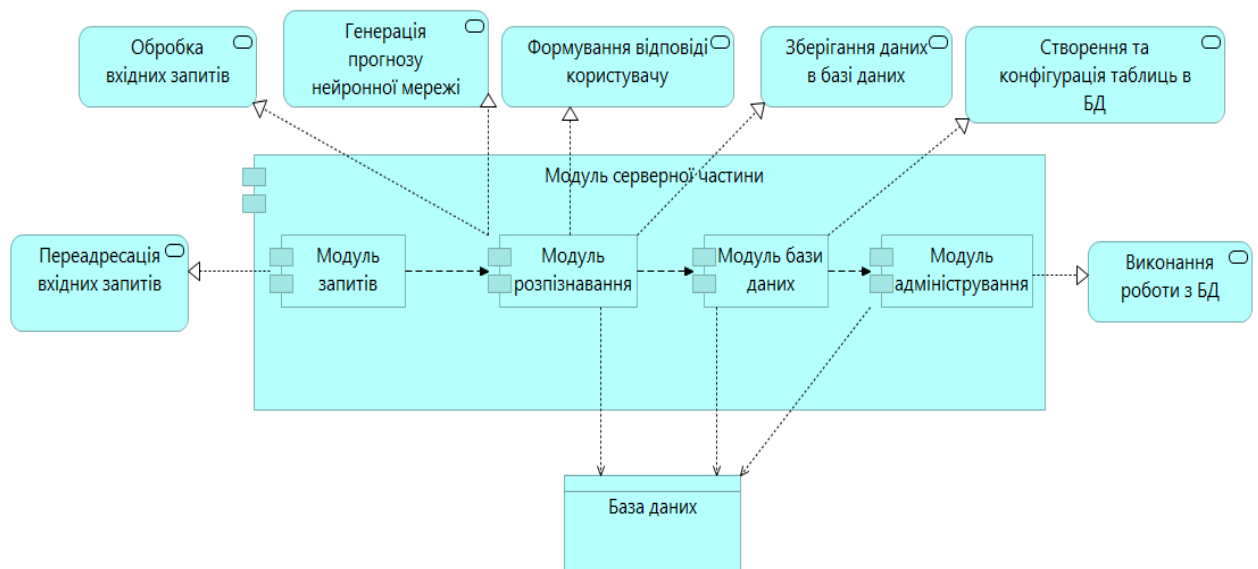 Обробка
вхідних запитів
Генерація
прогнозу
нейронної мережі
Формування відповіді
користувачу
Зберігання даних
в базі даних
Створення та
конфігурація таблиць в
БД
Модуль серверної частини
Переадресація
вхідних запитів
Модуль
запитів
Модуль
розпізнавання
Модуль бази
даних
Модуль
адміністрування
Виконання
роботи з БД
База даних